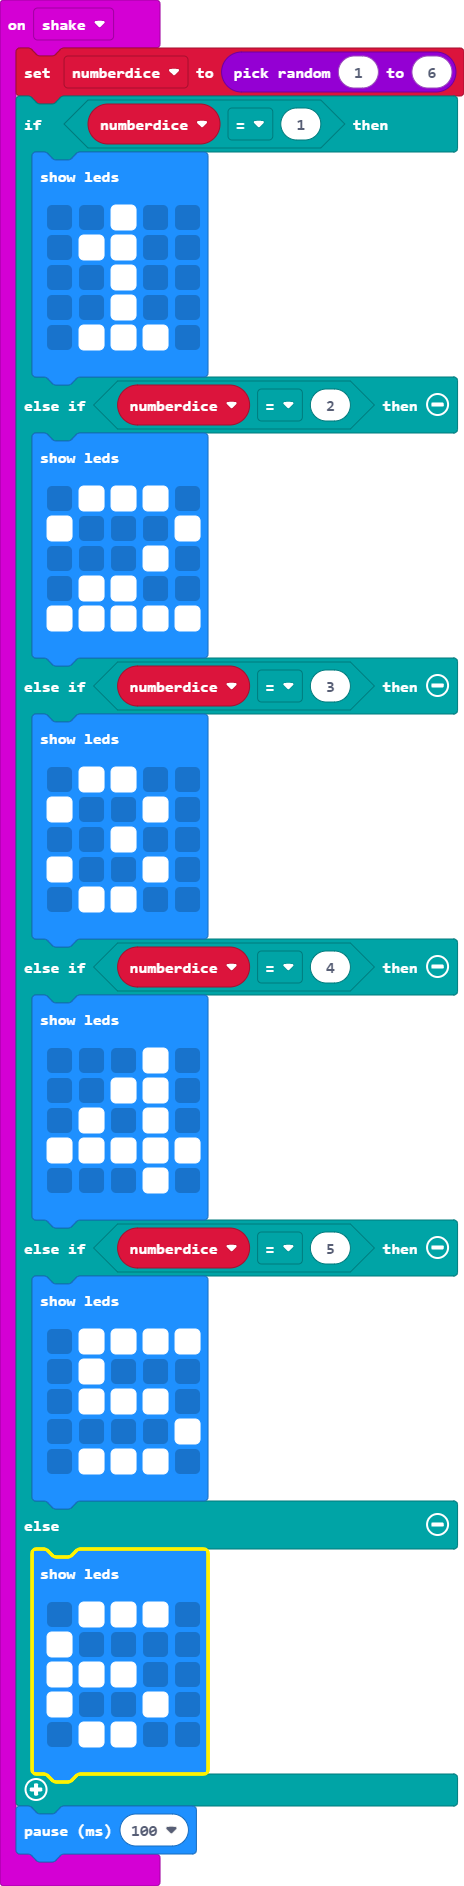 on shake
set numberdice to pick random 1 to 6
if numberdice = 1 then
show leds
else if numberdice = 2 then
show leds
else if numberdice = 3 then
show leds
else if numberdice = 4 then
show leds
else if numberdice = 5 then
show leds
else
show leds
pause (ms) 100